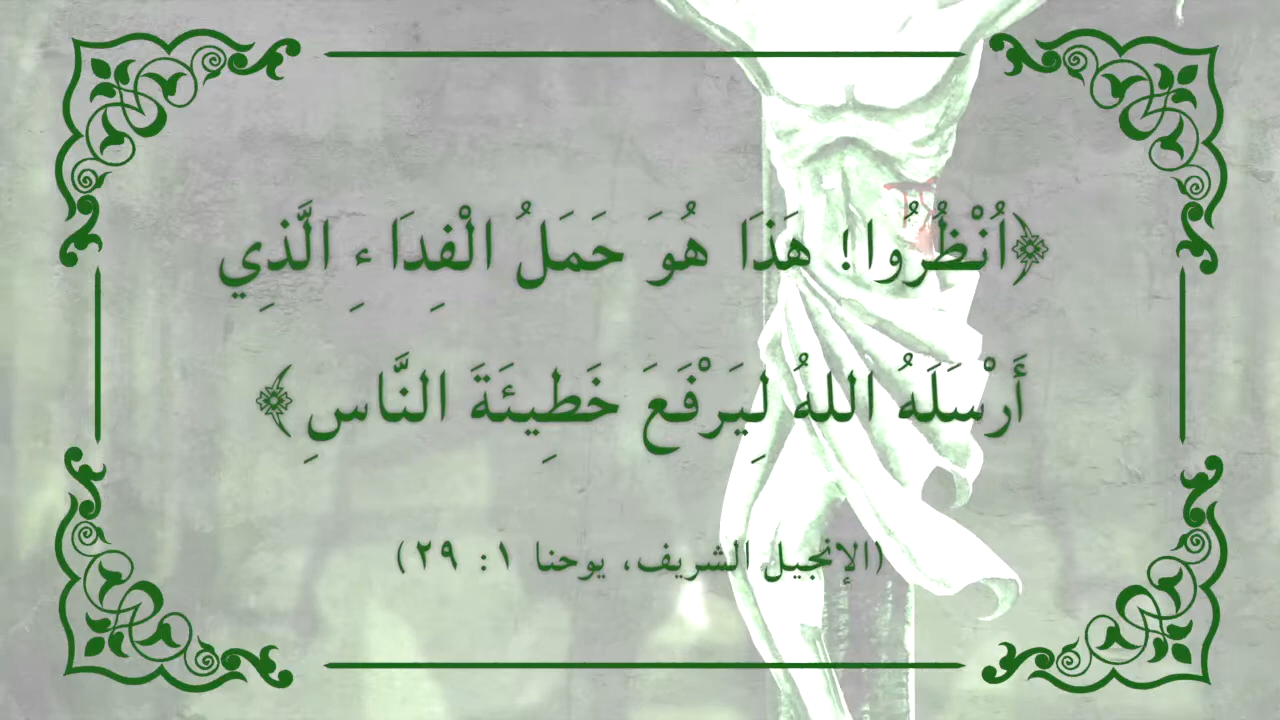 ﴿اُنْظُرُوا! هَذَا هُوَ حَمَلُ الْفِدَاءِ الَّذِي
أَرْسَلَهُ اللهُ لِيَرْفَعَ خَطِيئَةَ النَّاسِ﴾
(الإنجيل الشريف، يوحنا ١: ٢٩)